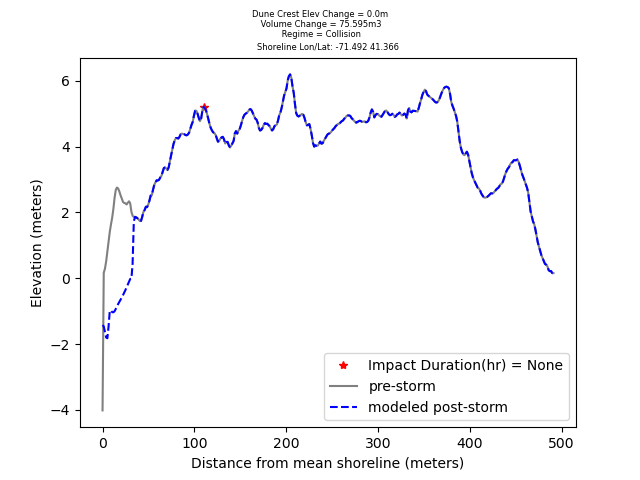 Dune Crest Elev Change = 0.0m
Volume Change = 75.595m3
Regime = Collision
Shoreline Lon/Lat: -71.492 41.366
6
4
2
0
−2
−4
Elevation (meters)
Impact Duration(hr) = None
pre-storm
modeled post-storm
0 100 200 300 400 500
Distance from mean shoreline (meters)